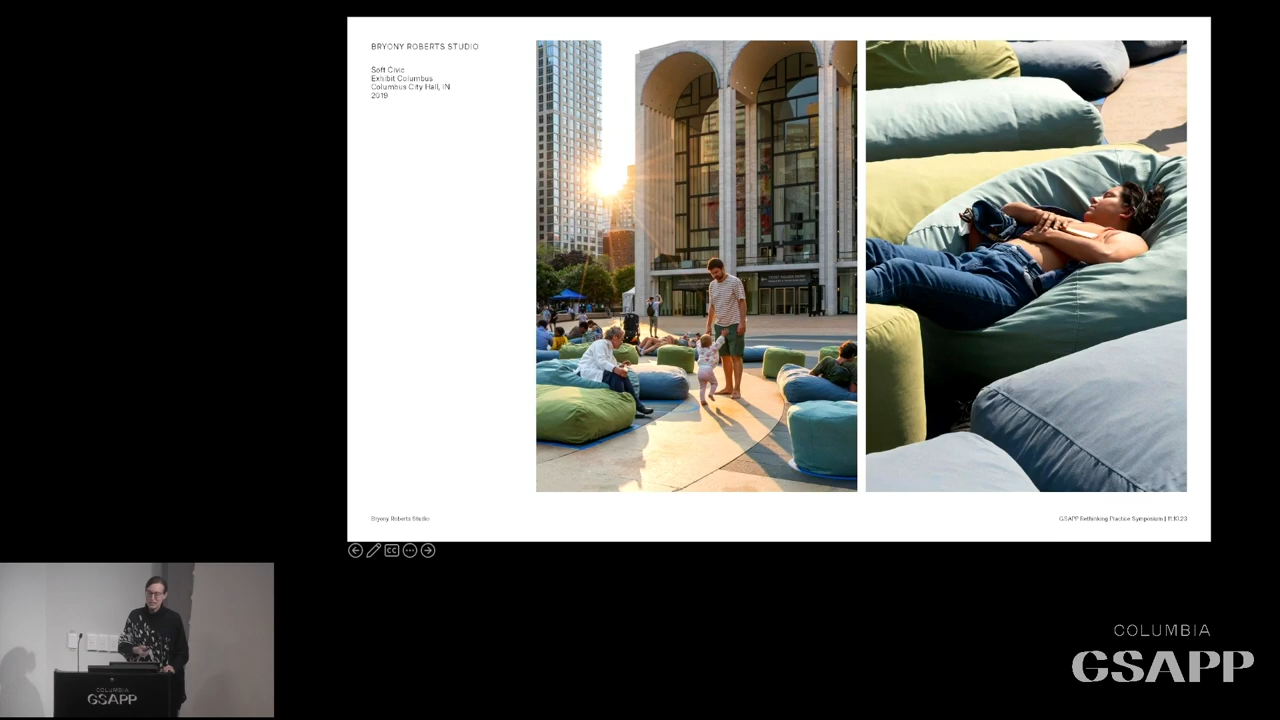 BRYONY ROBERTS STUDIO
Soft Civic
Exhibit Columbus
Columbus City Hall, IN
2019
Bryony Roberts Studio
GSAPP Rethinking Practice Symposium | 11.10.23
CC
COLUMBIA
GSAPP
COLUMBIA
GSAPP